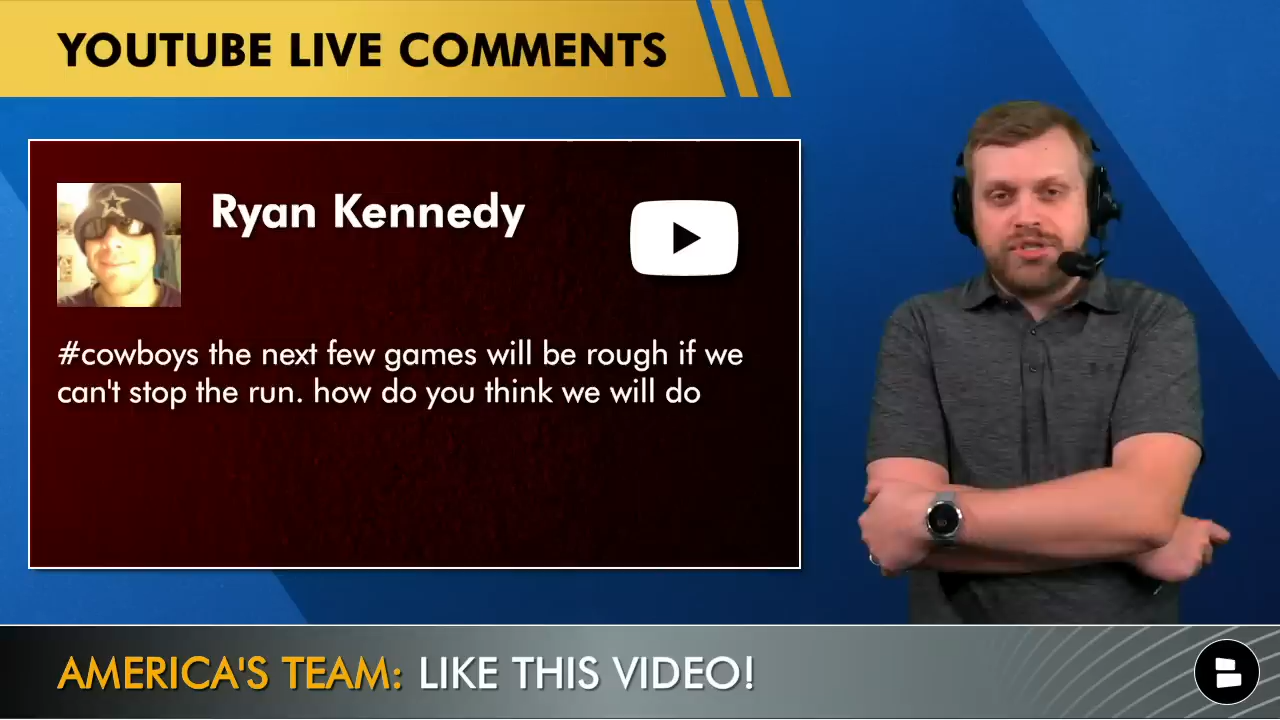 YOUTUBE LIVE COMMENTS
Ryan Kennedy
#cowboys the next few games will be rough if we
can't stop the run. how do you think we will do
AMERICA'S TEAM: LIKE THIS VIDEO!